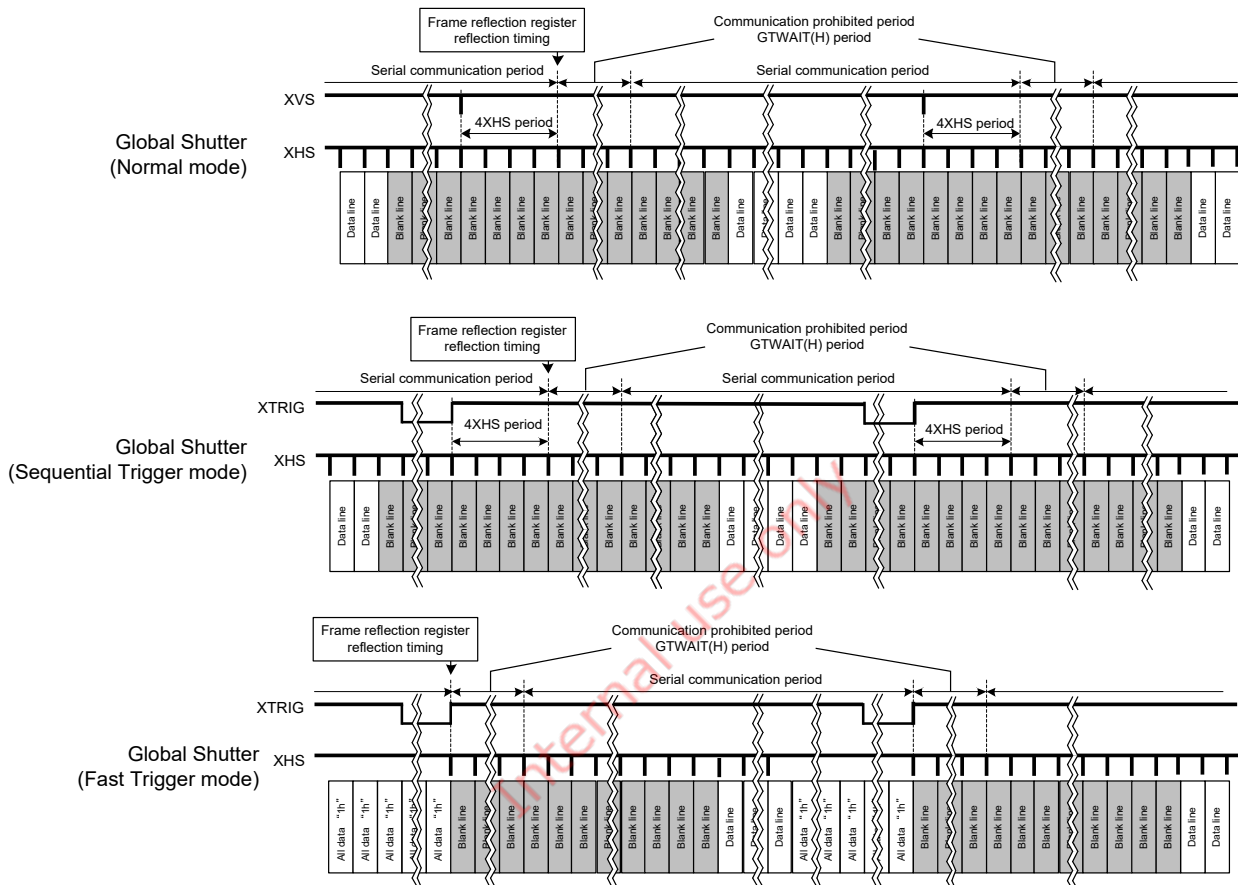 Frame reflection register
reflection timing
Communication prohibited period
GTWAIT(H) period
Serial communication period
Serial communication period
XVS
4XHS period
4XHS period
Global Shutter
(Normal mode)
XHS
Data line
Data line
Blank line
Blank line
Blank line
Blank line
Blank line
Blank line
Blank line
Blank line
Blank line
Blank line
Blank line
Data line
Data line
Data line
Blank line
Blank line
Blank line
Blank line
Blank line
Blank line
Blank line
Blank line
Blank line
Blank line
Blank line
Blank line
Data line
Data line
Frame reflection register
reflection timing
Communication prohibited period
GTWAIT(H) period
Serial communication period
Serial communication period
XTRIG
4XHS period
4XHS period
Global Shutter
(Sequential Trigger mode)
XHS
Data line
Data line
Blank line
Blank line
Blank line
Blank line
Blank line
Blank line
Blank line
Blank line
Blank line
Blank line
Blank line
Data line
Data line
Data line
Blank line
Blank line
Blank line
Blank line
Blank line
Blank line
Blank line
Blank line
Blank line
Blank line
Blank line
Blank line
Data line
Data line
Frame reflection register
reflection timing
Communication prohibited period
GTWAIT(H) period
Serial communication period
XTRIG
Global Shutter
(Fast Trigger mode)
XHS
All data “1h”
All data “1h”
All data “1h”
All data “1h”
Blank line
Blank line
Blank line
Blank line
Blank line
Blank line
Blank line
Blank line
Blank line
Data line
Data line
All data “1h”
All data “1h”
All data “1h”
Blank line
Blank line
Blank line
Blank line
Blank line
Blank line
Blank line
Blank line
Blank line
Data line
Data line
Internal use only